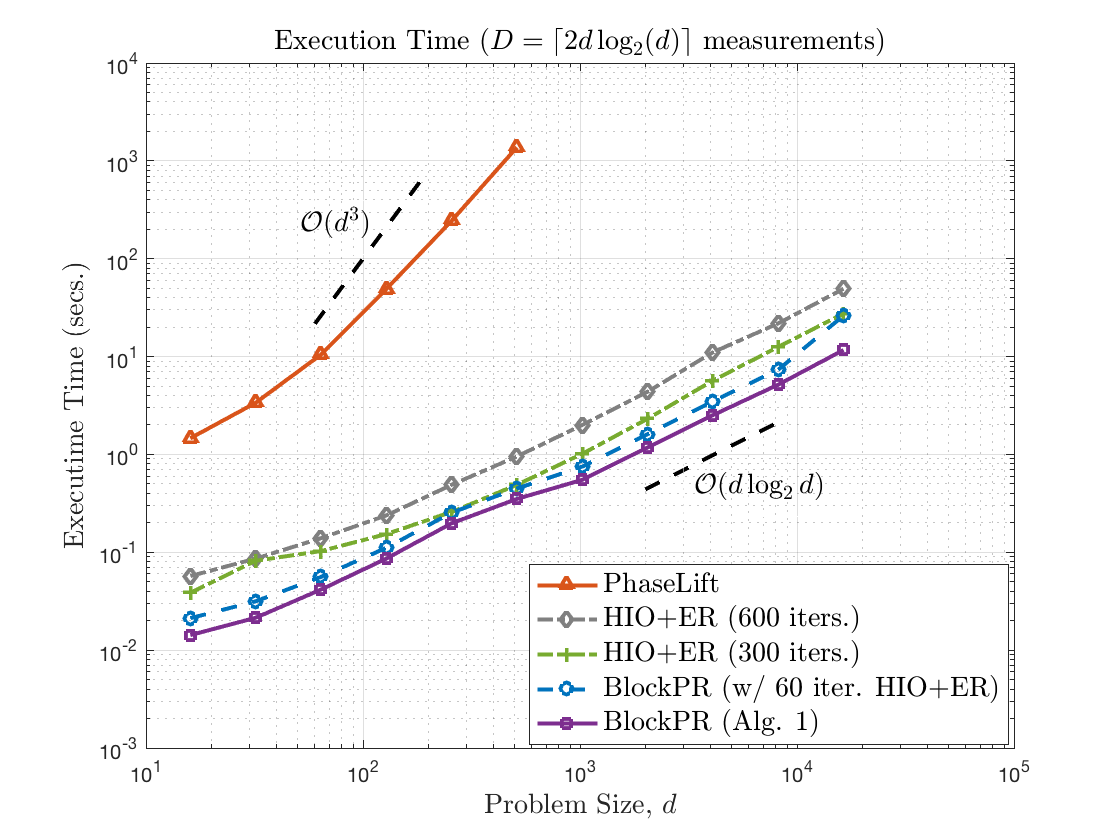 Execution Time (D = ⌈2d log₂(d)⌉ measurements)
10⁴
10³
10²
10¹
10⁰
10⁻¹
10⁻²
10⁻³
Executime Time (secs.)
𝒪(d³)
𝒪(d log₂ d)
PhaseLift
HIO+ER (600 iters.)
HIO+ER (300 iters.)
BlockPR (w/ 60 iter. HIO+ER)
BlockPR (Alg. 1)
10¹ 10² 10³ 10⁴ 10⁵
Problem Size, d